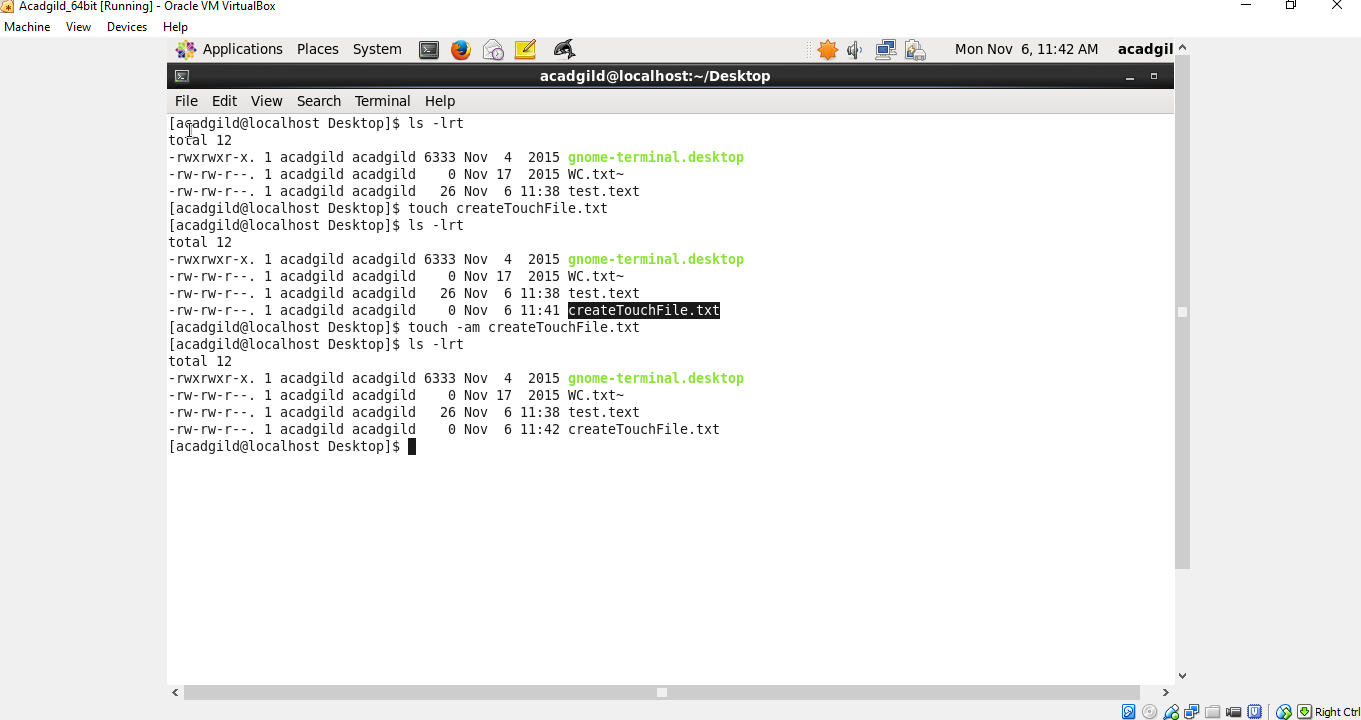 Acadgild_64bit [Running] - Oracle VM VirtualBox
Machine View Devices Help
Applications Places System Mon Nov 6, 11:42 AM acadgil
acadgild@localhost:~/Desktop
File Edit View Search Terminal Help
[acadgild@localhost Desktop]$ ls -lrt
total 12
-rwxrwxr-x. 1 acadgild acadgild 6333 Nov  4  2015 gnome-terminal.desktop
-rw-rw-r--. 1 acadgild acadgild    0 Nov 17  2015 WC.txt~
-rw-rw-r--. 1 acadgild acadgild   26 Nov  6 11:38 test.text
[acadgild@localhost Desktop]$ touch createTouchFile.txt
[acadgild@localhost Desktop]$ ls -lrt
total 12
-rwxrwxr-x. 1 acadgild acadgild 6333 Nov  4  2015 gnome-terminal.desktop
-rw-rw-r--. 1 acadgild acadgild    0 Nov 17  2015 WC.txt~
-rw-rw-r--. 1 acadgild acadgild   26 Nov  6 11:38 test.text
-rw-rw-r--. 1 acadgild acadgild    0 Nov  6 11:41 createTouchFile.txt
[acadgild@localhost Desktop]$ touch -am createTouchFile.txt
[acadgild@localhost Desktop]$ ls -lrt
total 12
-rwxrwxr-x. 1 acadgild acadgild 6333 Nov  4  2015 gnome-terminal.desktop
-rw-rw-r--. 1 acadgild acadgild    0 Nov 17  2015 WC.txt~
-rw-rw-r--. 1 acadgild acadgild   26 Nov  6 11:38 test.text
-rw-rw-r--. 1 acadgild acadgild    0 Nov  6 11:42 createTouchFile.txt
[acadgild@localhost Desktop]$
Right Ctrl